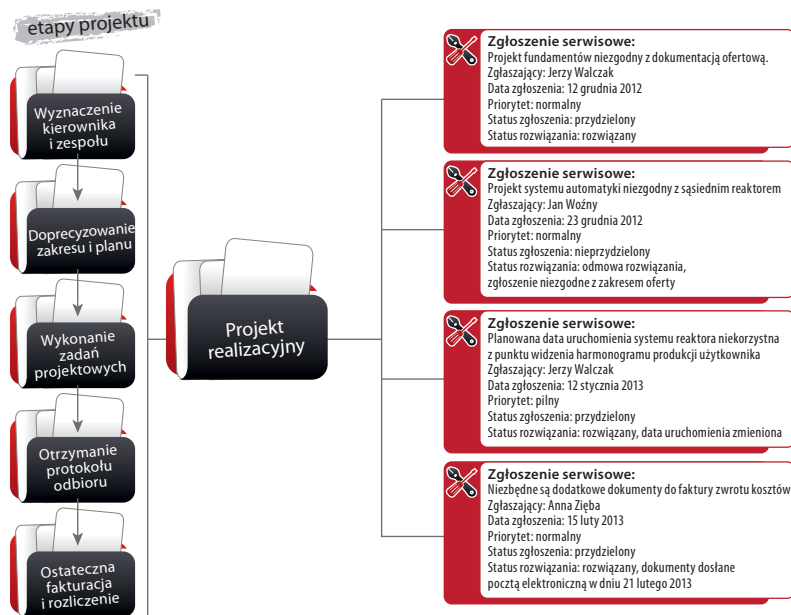 etapy projektu
Wyznaczenie
kierownika
i zespołu
Doprecyzowanie
zakresu i planu
Wykonanie
zadań
projektowych
Otrzymanie
protokołu
odbioru
Ostateczna
fakturacja
i rozliczenie
Projekt
realizacyjny
Zgłoszenie serwisowe:
Projekt fundamentów niezgodny z dokumentacją ofertową.
Zgłaszający: Jerzy Walczak
Data zgłoszenia: 12 grudnia 2012
Priorytet: normalny
Status zgłoszenia: przydzielony
Status rozwiązania: rozwiązany
Zgłoszenie serwisowe:
Projekt systemu automatyki niezgodny z sąsiednim reaktorem
Zgłaszający: Jan Woźny
Data zgłoszenia: 23 grudnia 2012
Priorytet: normalny
Status zgłoszenia: nieprzydzielony
Status rozwiązania: odmowa rozwiązania,
zgłoszenie niezgodne z zakresem oferty
Zgłoszenie serwisowe:
Planowana data uruchomienia systemu reaktora niekorzystna
z punktu widzenia harmonogramu produkcji użytkownika
Zgłaszający: Jerzy Walczak
Data zgłoszenia: 12 stycznia 2013
Priorytet: pilny
Status zgłoszenia: przydzielony
Status rozwiązania: rozwiązany, data uruchomienia zmieniona
Zgłoszenie serwisowe:
Niezbędne są dodatkowe dokumenty do faktury zwrotu kosztów
Zgłaszający: Anna Zięba
Data zgłoszenia: 15 luty 2013
Priorytet: normalny
Status zgłoszenia: przydzielony
Status rozwiązania: rozwiązany, dokumenty dosłane
pocztą elektroniczną w dniu 21 lutego 2013